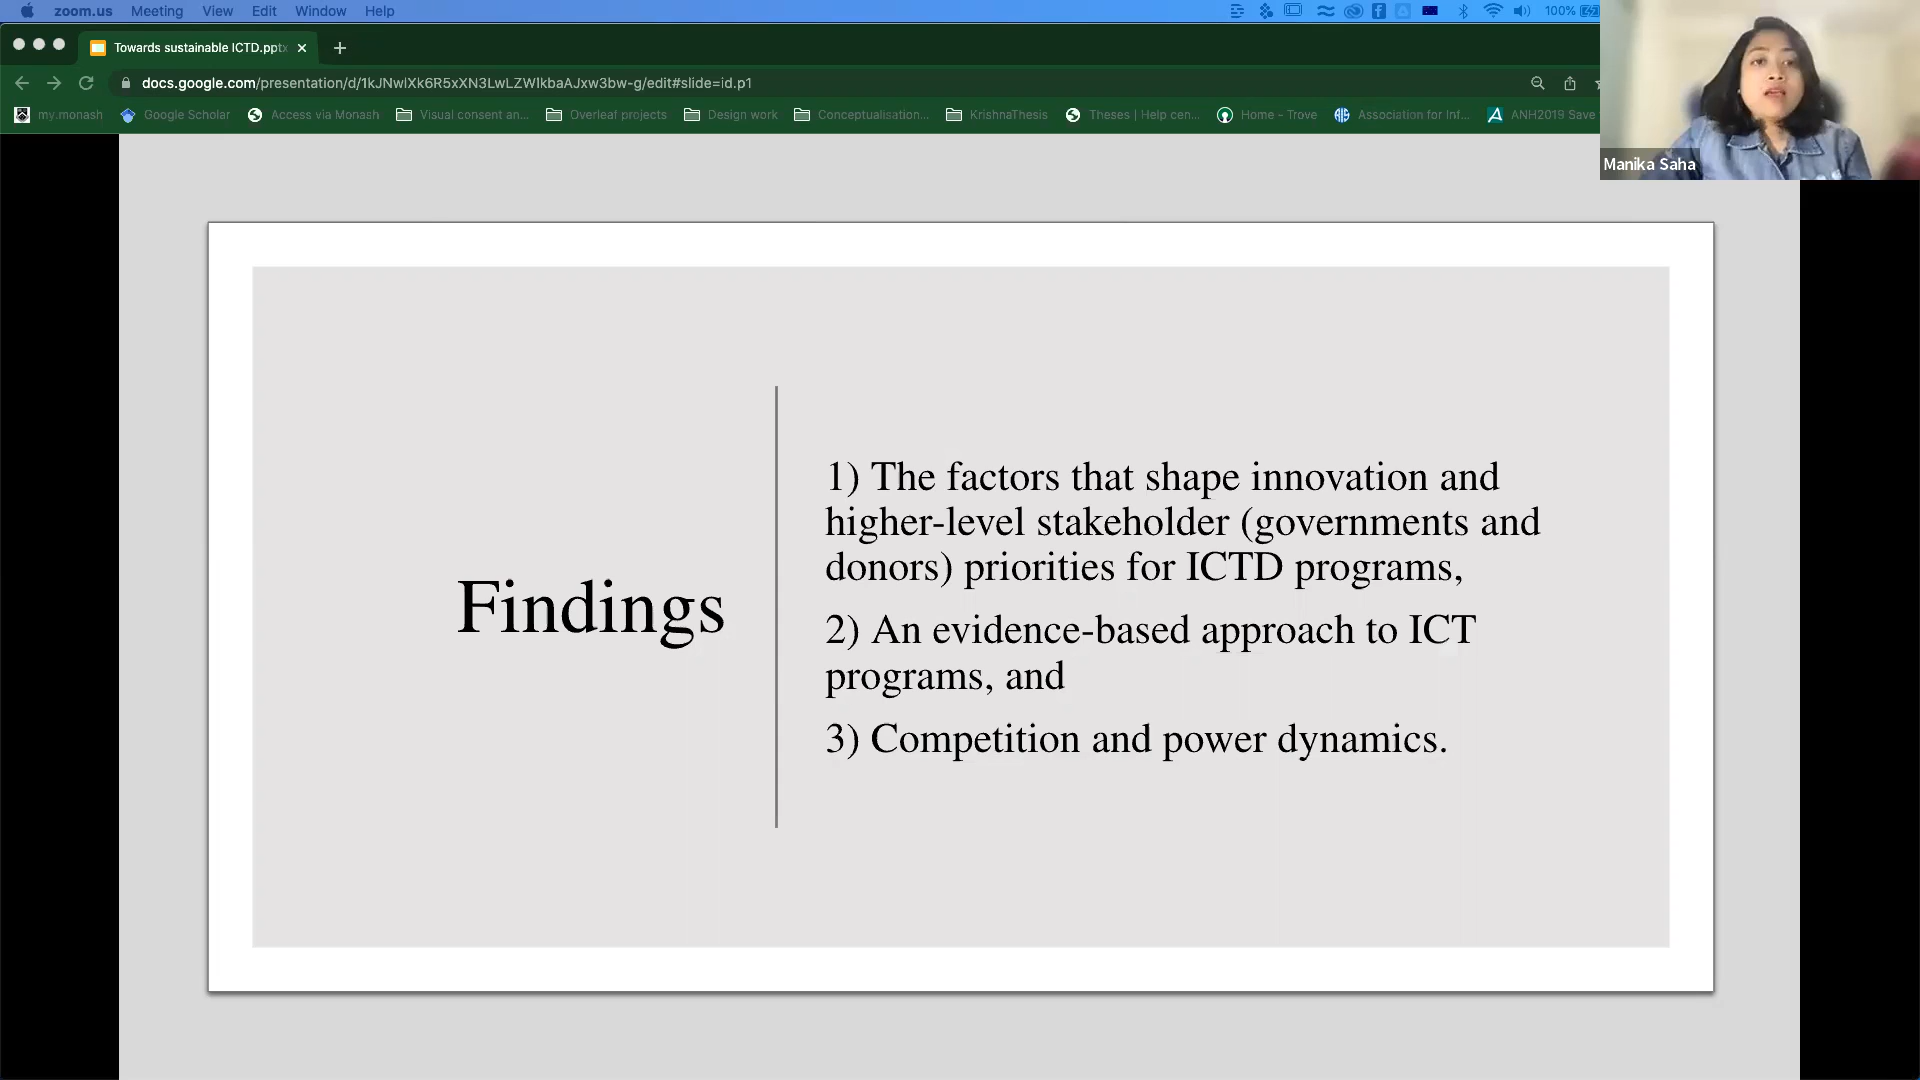 zoom.us Meeting View Edit Window Help
100%
Towards sustainable ICTD.pptx
docs.google.com/presentation/d/1kJNwlXk6R5xXN3LwLZWlkbaAJxw3bw-g/edit#slide=id.p1
my.monash Google Scholar Access via Monash Visual consent an... Overleaf projects Design work Conceptualisation... KrishnaThesis Theses | Help cen... Home - Trove Association for Inf... ANH2019 Save
Manika Saha
Findings
1) The factors that shape innovation and
higher-level stakeholder (governments and
donors) priorities for ICTD programs,
2) An evidence-based approach to ICT
programs, and
3) Competition and power dynamics.